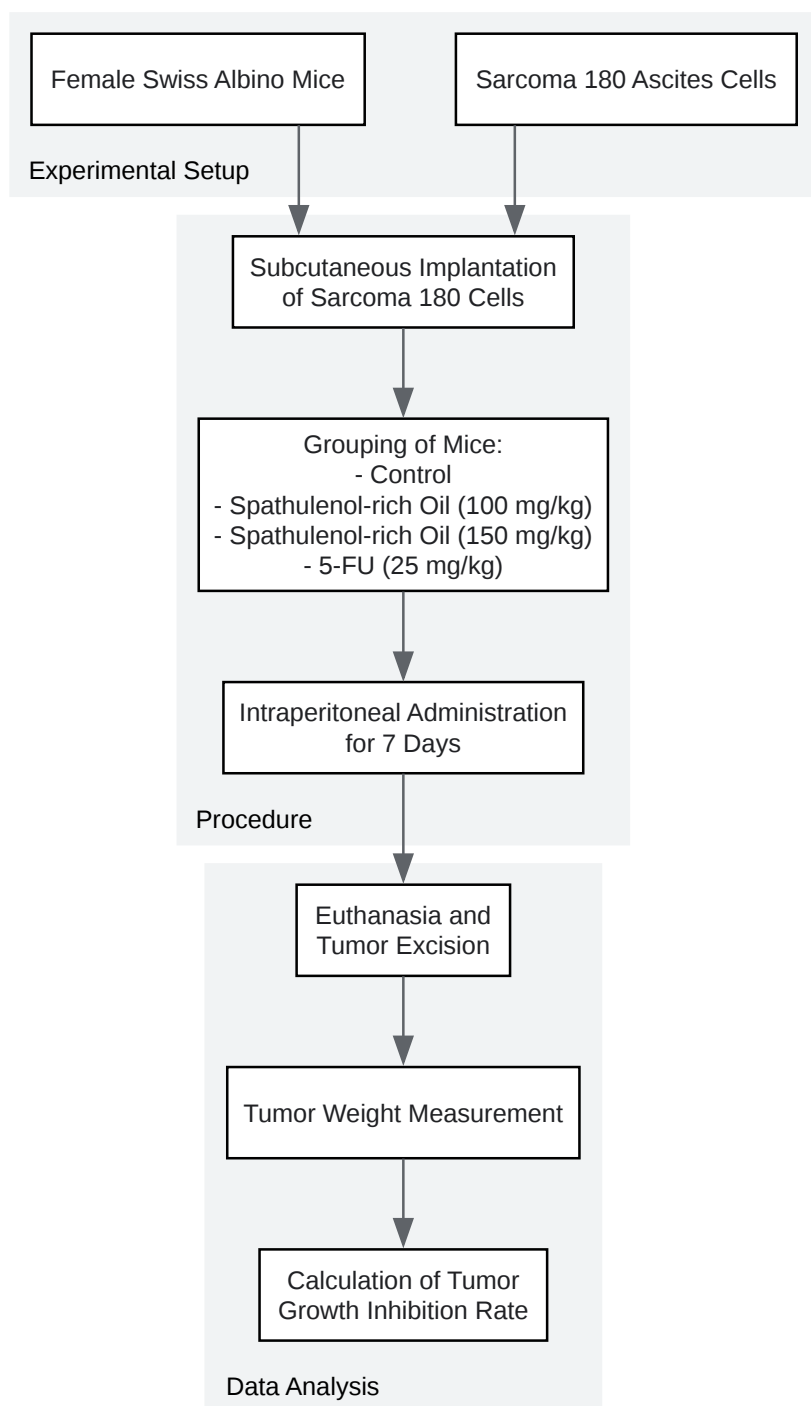 Female Swiss Albino Mice
Sarcoma 180 Ascites Cells
Experimental Setup
Subcutaneous Implantation
of Sarcoma 180 Cells
Grouping of Mice:
- Control
- Spathulenol-rich Oil (100 mg/kg)
- Spathulenol-rich Oil (150 mg/kg)
- 5-FU (25 mg/kg)
Intraperitoneal Administration
for 7 Days
Procedure
Euthanasia and
Tumor Excision
Tumor Weight Measurement
Calculation of Tumor
Growth Inhibition Rate
Data Analysis